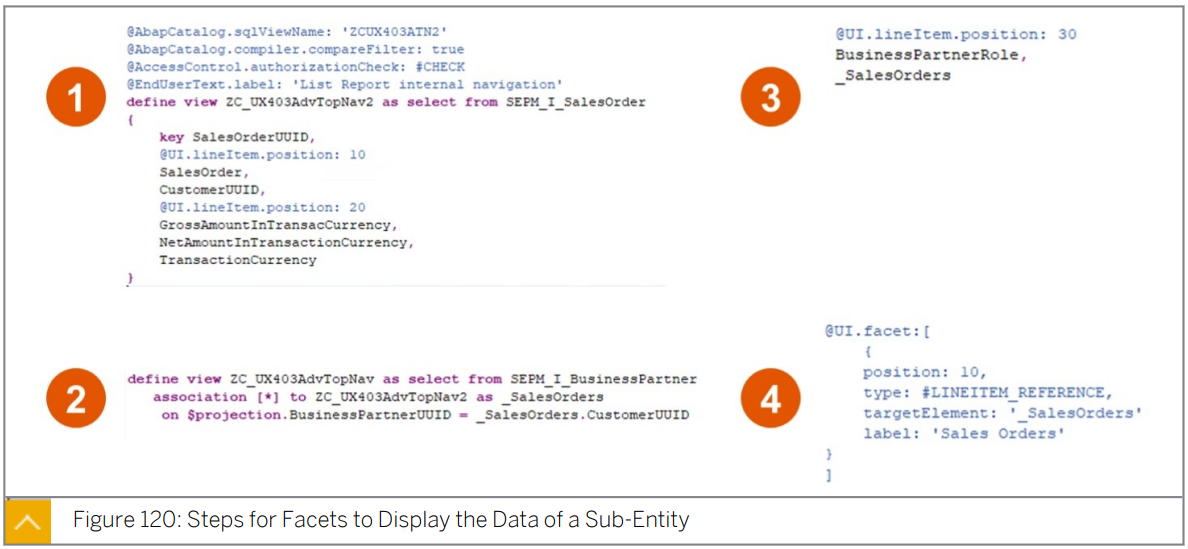 1
@AbapCatalog.sqlViewName: 'ZCUX403ATN2'
@AbapCatalog.compiler.compareFilter: true
@AccessControl.authorizationCheck: #CHECK
@EndUserText.label: 'List Report internal navigation'
define view ZC_UX403AdvTopNav2 as select from SEPM_I_SalesOrder
{
key SalesOrderUUID,
@UI.lineItem.position: 10
SalesOrder,
CustomerUUID,
@UI.lineItem.position: 20
GrossAmountInTransacCurrency,
NetAmountInTransactionCurrency,
TransactionCurrency
}
2
define view ZC_UX403AdvTopNav as select from SEPM_I_BusinessPartner
association [*] to ZC_UX403AdvTopNav2 as _SalesOrders
on $projection.BusinessPartnerUUID = _SalesOrders.CustomerUUID
3
@UI.lineItem.position: 30
BusinessPartnerRole,
_SalesOrders
4
@UI.facet:[
{
position: 10,
type: #LINEITEM_REFERENCE,
targetElement: '_SalesOrders'
label: 'Sales Orders'
}
]
Figure 120: Steps for Facets to Display the Data of a Sub-Entity